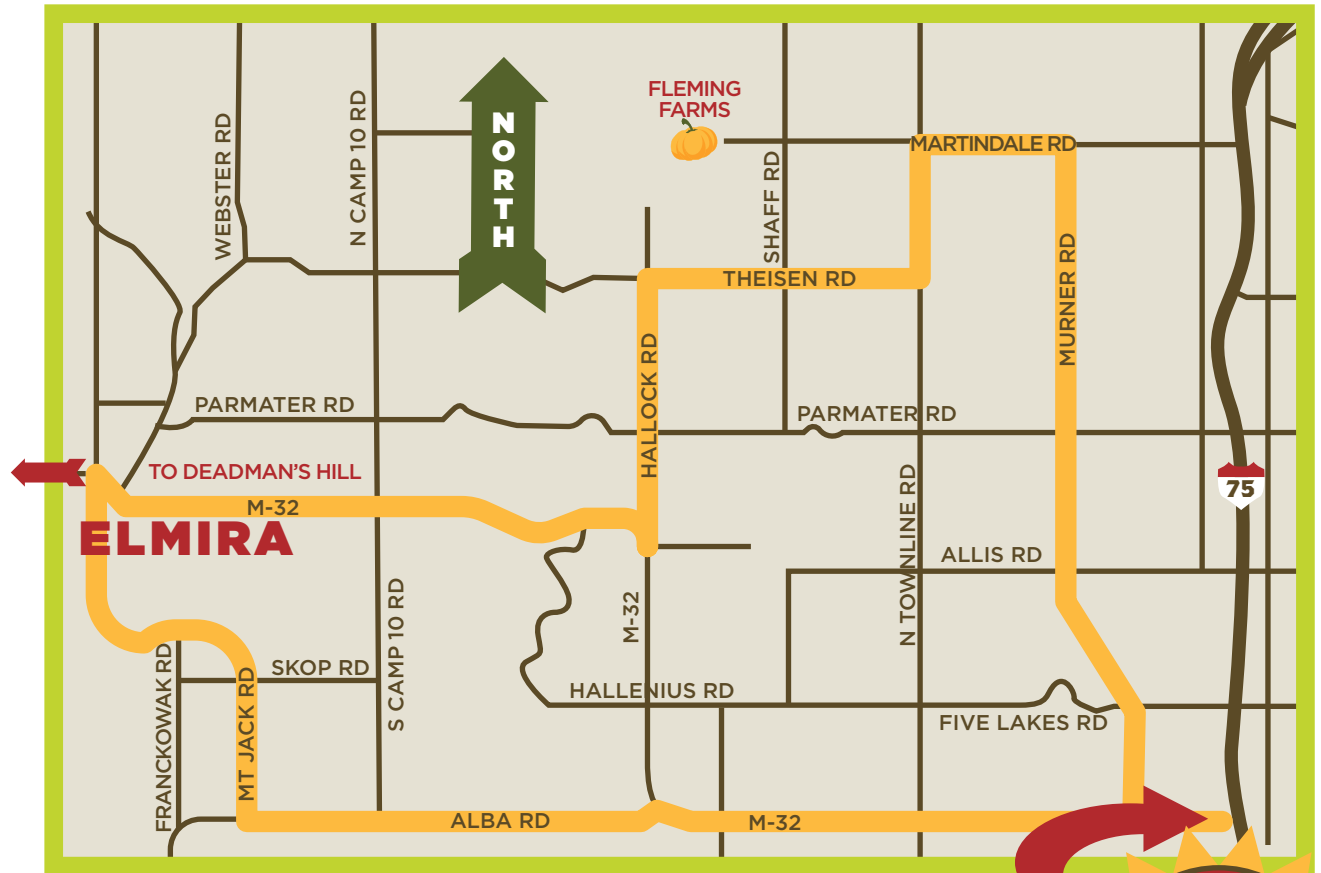 FLEMING
FARMS
NORTH
WEBSTER RD
N CAMP 10 RD
SHAFF RD
MARTINDALE RD
MURNER RD
THEISEN RD
HALLOCK RD
PARMATER RD
PARMATER RD
TO DEADMAN'S HILL
M-32
ELMIRA
75
N TOWNLINE RD
ALLIS RD
M-32
S CAMP 10 RD
SKOP RD
FRANCKOWAK RD
MT JACK RD
HALLENIUS RD
FIVE LAKES RD
ALBA RD
M-32